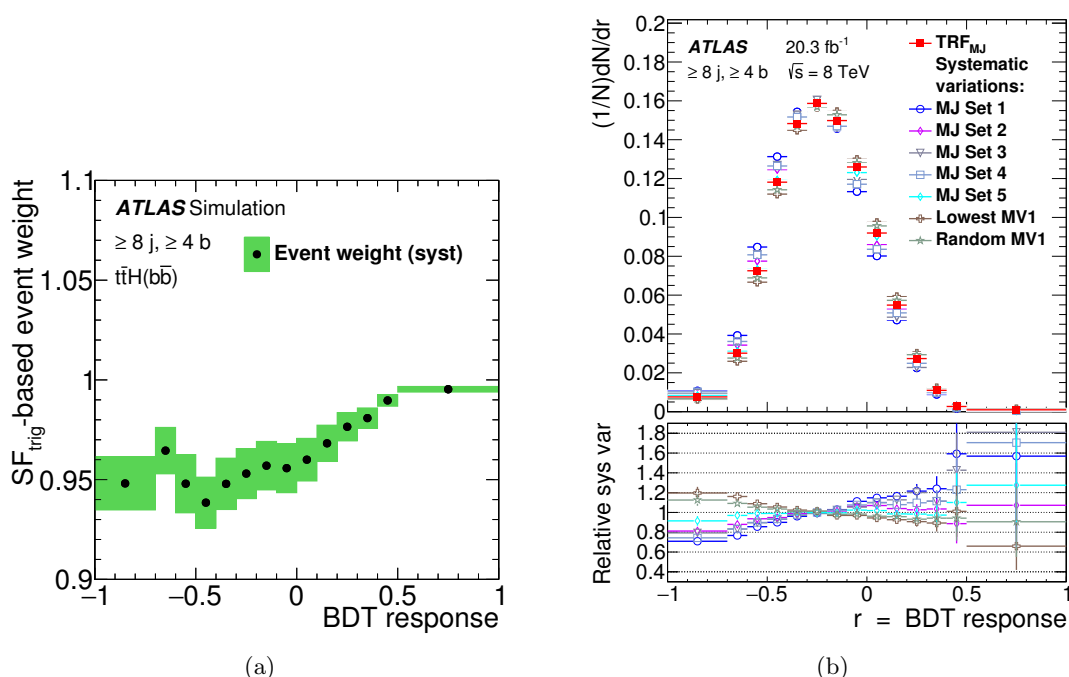 SF_trig-based event weight
1.1
1.05
1
0.95
0.9
ATLAS Simulation
≥ 8 j, ≥ 4 b
tt̄H(bb̄)
Event weight (syst)
−1 −0.5 0 0.5 1
BDT response
(a)
(1/N)dN/dr
0.2
0.18
0.16
0.14
0.12
0.1
0.08
0.06
0.04
0.02
0
ATLAS 20.3 fb⁻¹
≥ 8 j, ≥ 4 b √s = 8 TeV
TRF_MJ
Systematic
variations:
MJ Set 1
MJ Set 2
MJ Set 3
MJ Set 4
MJ Set 5
Lowest MV1
Random MV1
Relative sys var
1.8
1.6
1.4
1.2
1
0.8
0.6
0.4
−1 −0.5 0 0.5 1
r = BDT response
(b)